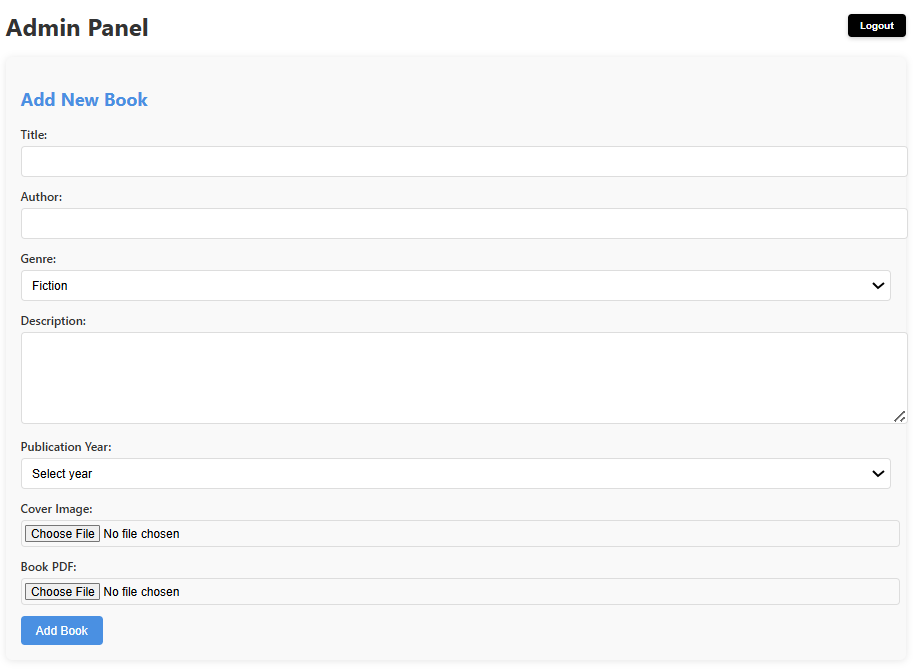 Admin Panel
Logout
Add New Book
Title:
Author:
Genre:
Fiction
Description:
Publication Year:
Select year
Cover Image:
Choose File No file chosen
Book PDF:
Choose File No file chosen
Add Book